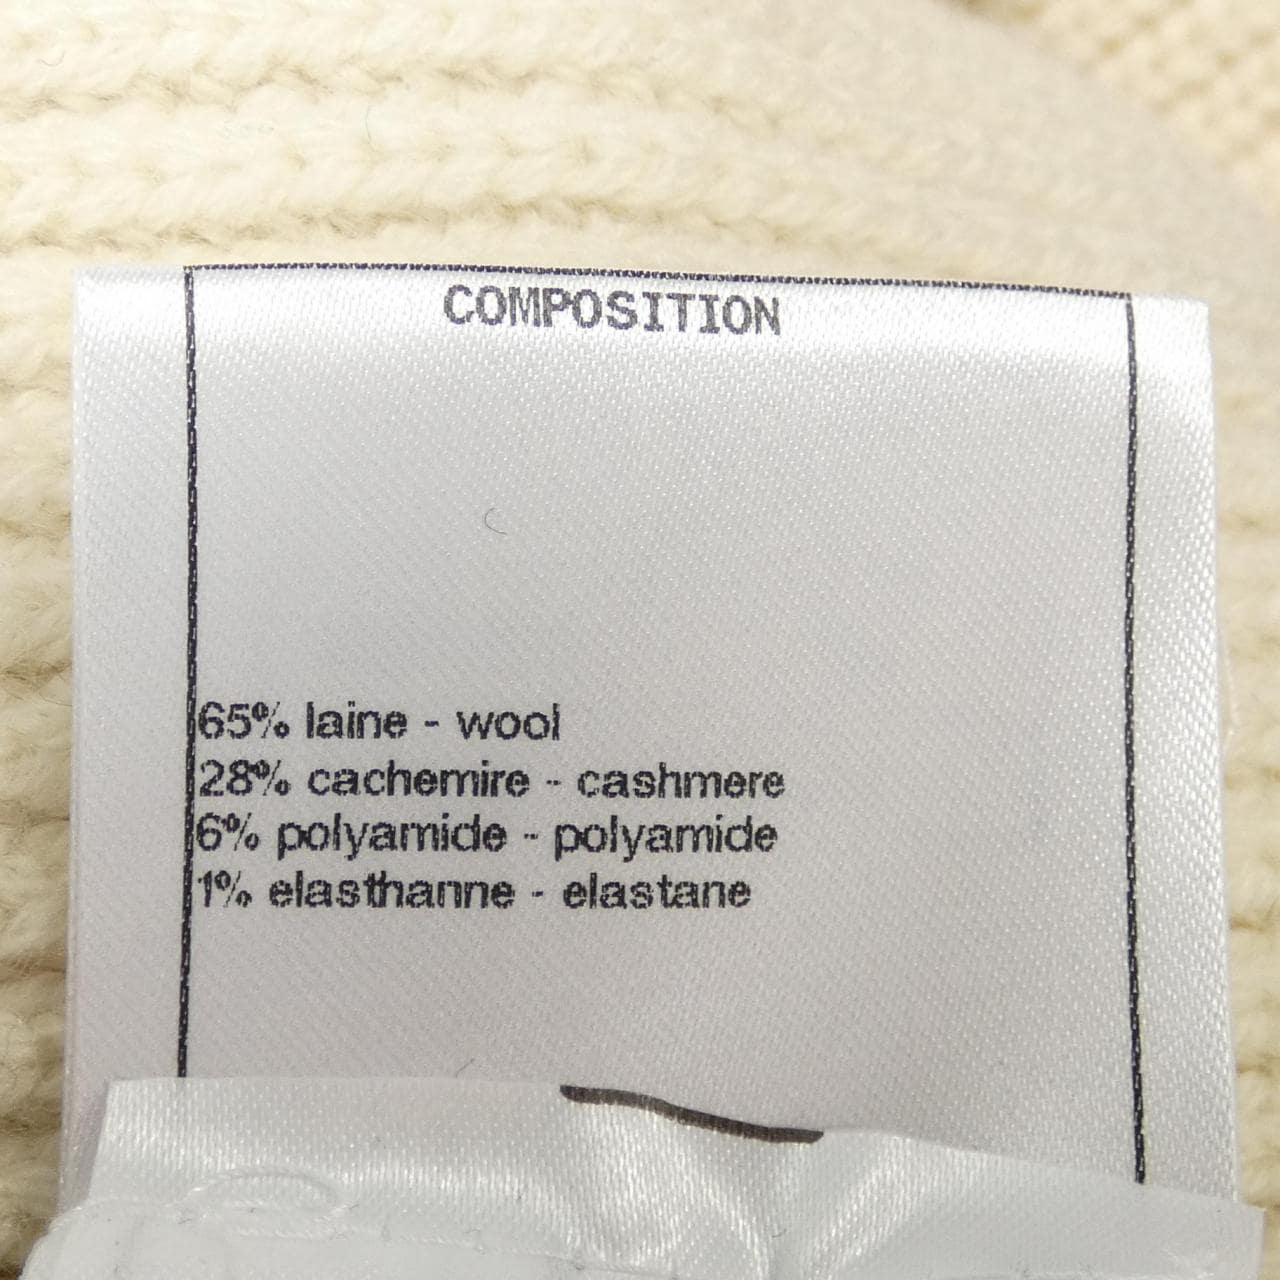 COMPOSITION
65% laine - wool
28% cachemire - cashmere
6% polyamide - polyamide
1% elasthanne - elastane